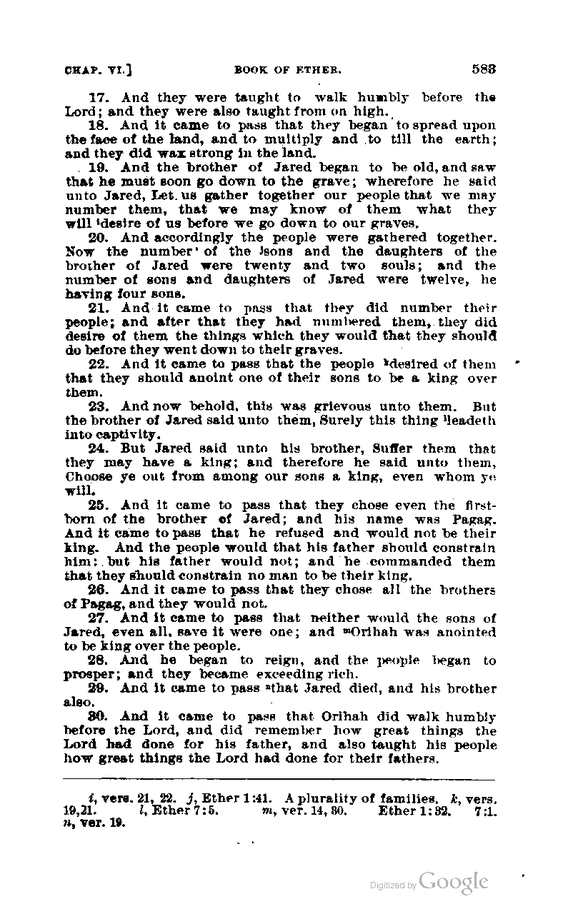 CHAP. VI.] BOOK OF ETHER. 583
17. And they were taught to walk humbly before the
Lord; and they were also taught from on high.
18. And it came to pass that they began to spread upon
the face of the land, and to multiply and to till the earth;
and they did wax strong in the land.
19. And the brother of Jared began to be old, and saw
that he must soon go down to the grave; wherefore he said
unto Jared, Let us gather together our people that we may
number them, that we may know of them what they
will ⁱdesire of us before we go down to our graves.
20. And accordingly the people were gathered together.
Now the number of the ʲsons and the daughters of the
brother of Jared were twenty and two souls; and the
number of sons and daughters of Jared were twelve, he
having four sons.
21. And it came to pass that they did number their
people; and after that they had numbered them, they did
desire of them the things which they would that they should
do before they went down to their graves.
22. And it came to pass that the people ᵏdesired of them
that they should anoint one of their sons to be a king over
them.
23. And now behold, this was grievous unto them. But
the brother of Jared said unto them, Surely this thing ˡleadeth
into captivity.
24. But Jared said unto his brother, Suffer them that
they may have a king; and therefore he said unto them,
Choose ye out from among our sons a king, even whom ye
will.
25. And it came to pass that they chose even the first-
born of the brother of Jared; and his name was Pagag.
And it came to pass that he refused and would not be their
king. And the people would that his father should constrain
him: but his father would not; and he commanded them
that they should constrain no man to be their king.
26. And it came to pass that they chose all the brothers
of Pagag, and they would not.
27. And it came to pass that neither would the sons of
Jared, even all, save it were one; and ᵐOrihah was anointed
to be king over the people.
28. And he began to reign, and the people began to
prosper; and they became exceeding rich.
29. And it came to pass ⁿthat Jared died, and his brother
also.
30. And it came to pass that Orihah did walk humbly
before the Lord, and did remember how great things the
Lord had done for his father, and also taught his people
how great things the Lord had done for their fathers.
i, vers. 21, 22. j, Ether 1:41. A plurality of families. k, vers.
19,21. l, Ether 7:5. m, ver. 14, 30. Ether 1:32. 7:1.
n, ver. 19.
Digitized by Google